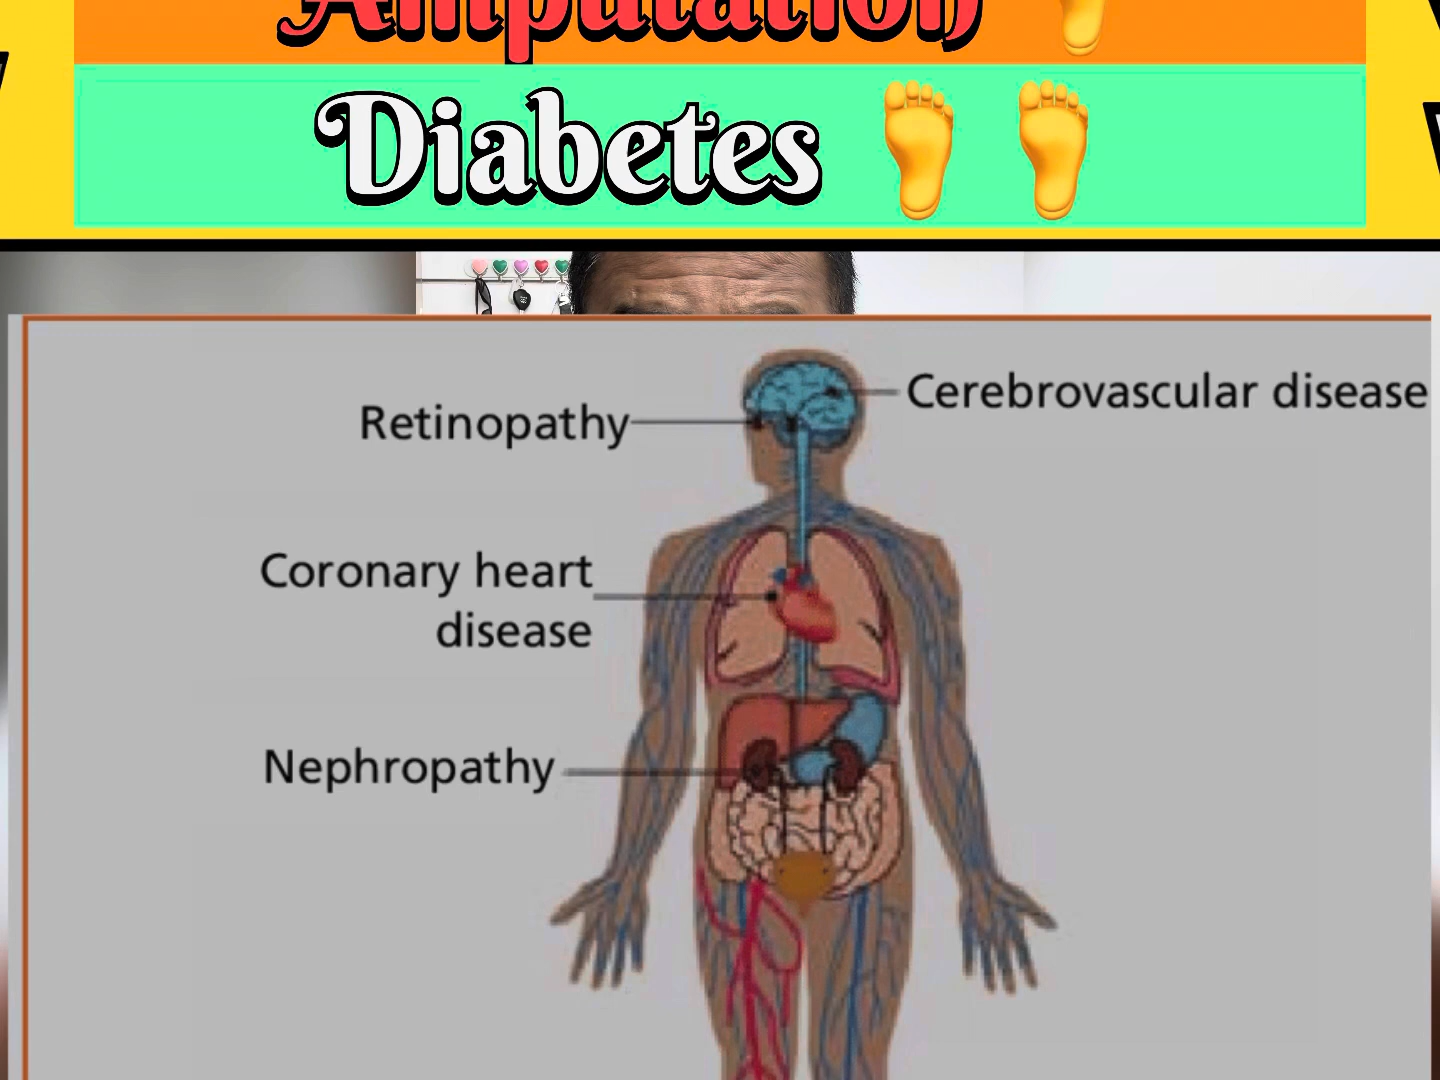 Amputation
Diabetes
Cerebrovascular disease
Retinopathy
Coronary heart
disease
Nephropathy